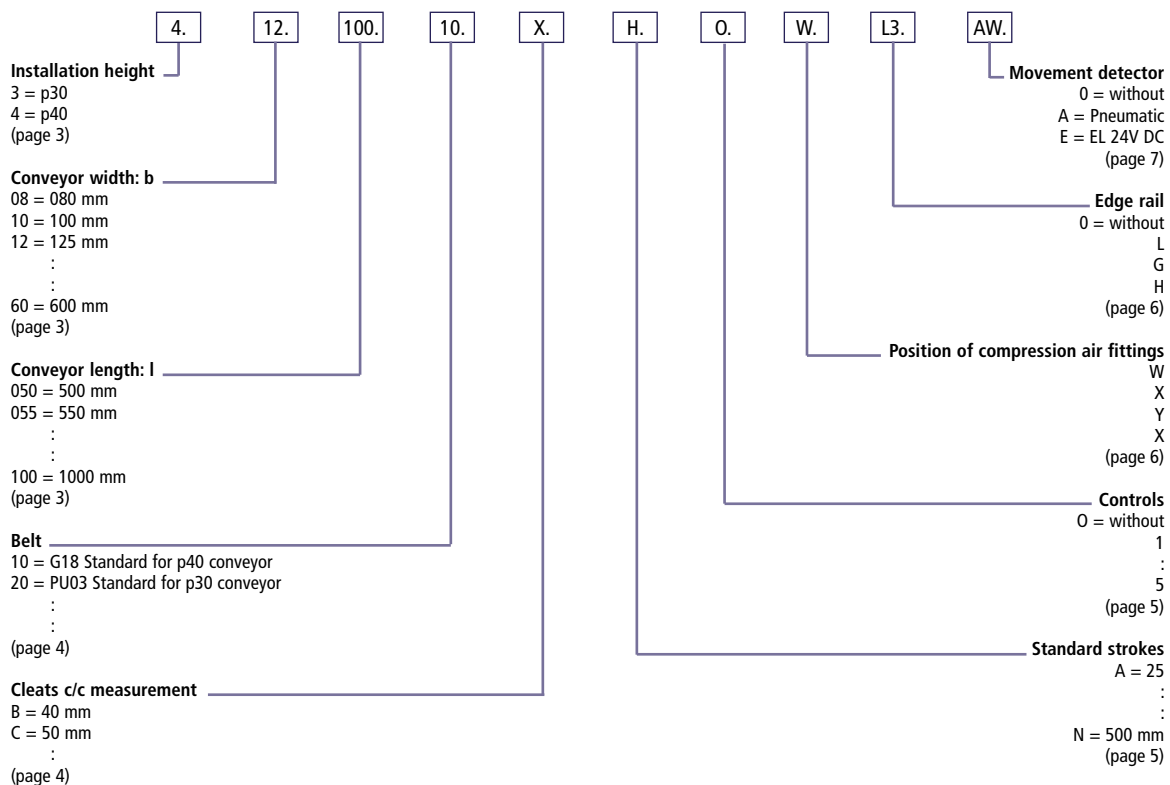 4. 12. 100. 10. X. H. O. W. L3. AW.
Installation height
3 = p30
4 = p40
(page 3)
Conveyor width: b
08 = 080 mm
10 = 100 mm
12 = 125 mm
:
:
60 = 600 mm
(page 3)
Conveyor length: l
050 = 500 mm
055 = 550 mm
:
:
100 = 1000 mm
(page 3)
Belt
10 = G18 Standard for p40 conveyor
20 = PU03 Standard for p30 conveyor
:
:
(page 4)
Cleats c/c measurement
B = 40 mm
C = 50 mm
:
(page 4)
Movement detector
0 = without
A = Pneumatic
E = EL 24V DC
(page 7)
Edge rail
0 = without
L
G
H
(page 6)
Position of compression air fittings
W
X
Y
X
(page 6)
Controls
O = without
1
:
5
(page 5)
Standard strokes
A = 25
:
:
N = 500 mm
(page 5)